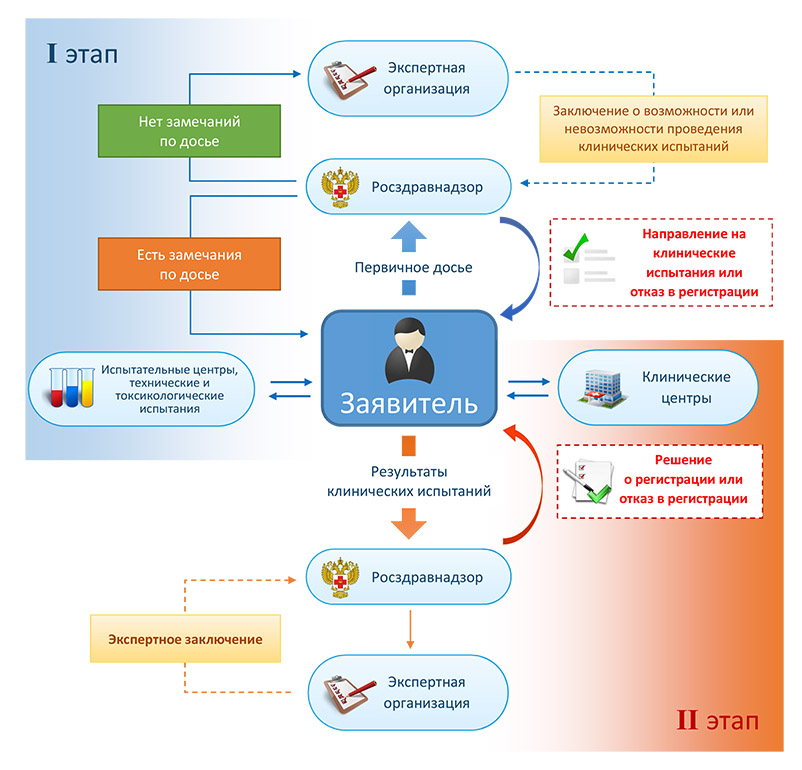 I этап
Экспертная
организация
Нет замечаний
по досье
Заключение о возможности или
невозможности проведения
клинических испытаний
Росздравнадзор
Есть замечания
по досье
Первичное досье
Направление на
клинические
испытания или
отказ в регистрации
Испытательные центры,
технические и
токсикологические
испытания
Заявитель
Клинические
центры
Результаты
клинических испытаний
Решение
о регистрации или
отказ в регистрации
Росздравнадзор
Экспертное заключение
Экспертная
организация
II этап